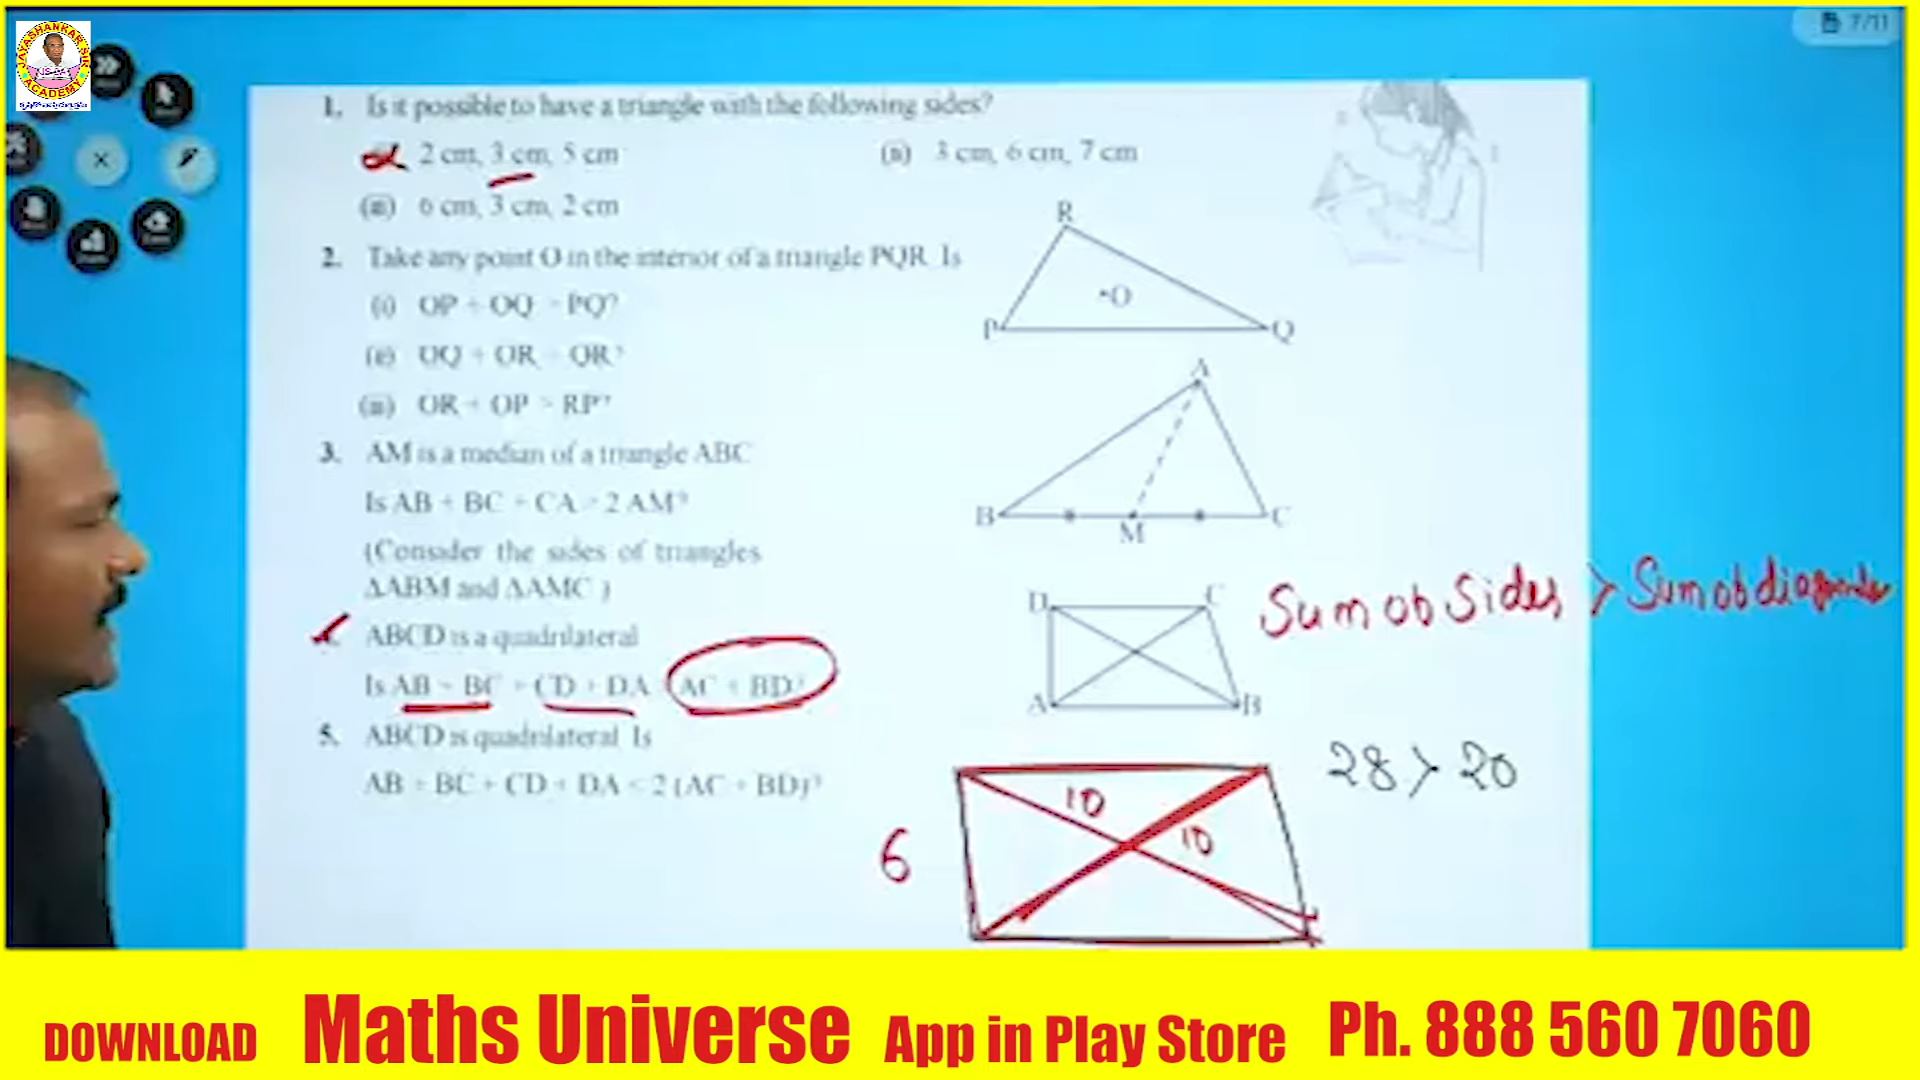 7/11
JAYASHANKAR SIR
ACADEMY
1. Is it possible to have a triangle with the following sides?
2 cm, 3 cm, 5 cm
(ii) 3 cm, 6 cm, 7 cm
(iii) 6 cm, 3 cm, 2 cm
2. Take any point O in the interior of a triangle PQR. Is
(i) OP + OQ > PQ?
(ii) OQ + OR > QR?
(iii) OR + OP > RP?
R
O
P
Q
3. AM is a median of a triangle ABC.
Is AB + BC + CA > 2 AM?
(Consider the sides of triangles
ΔABM and ΔAMC.)
A
B
M
C
ABCD is a quadrilateral.
Is AB + BC + CD + DA > AC + BD?
D
C
A
B
Sum of Sides > Sum of diagonals
5. ABCD is quadrilateral. Is
AB + BC + CD + DA < 2 (AC + BD)?
28 > 20
10
10
6
DOWNLOAD Maths Universe App in Play Store Ph. 888 560 7060